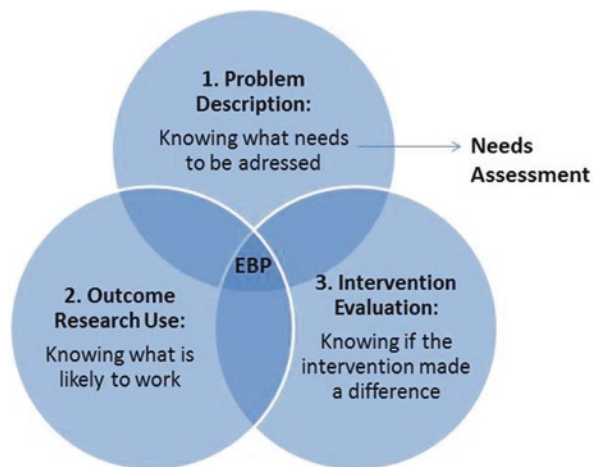 1. Problem
Description:
Knowing what needs
to be adressed
Needs
Assessment
EBP
2. Outcome
Research Use:
Knowing what is
likely to work
3. Intervention
Evaluation:
Knowing if the
intervention made
a difference